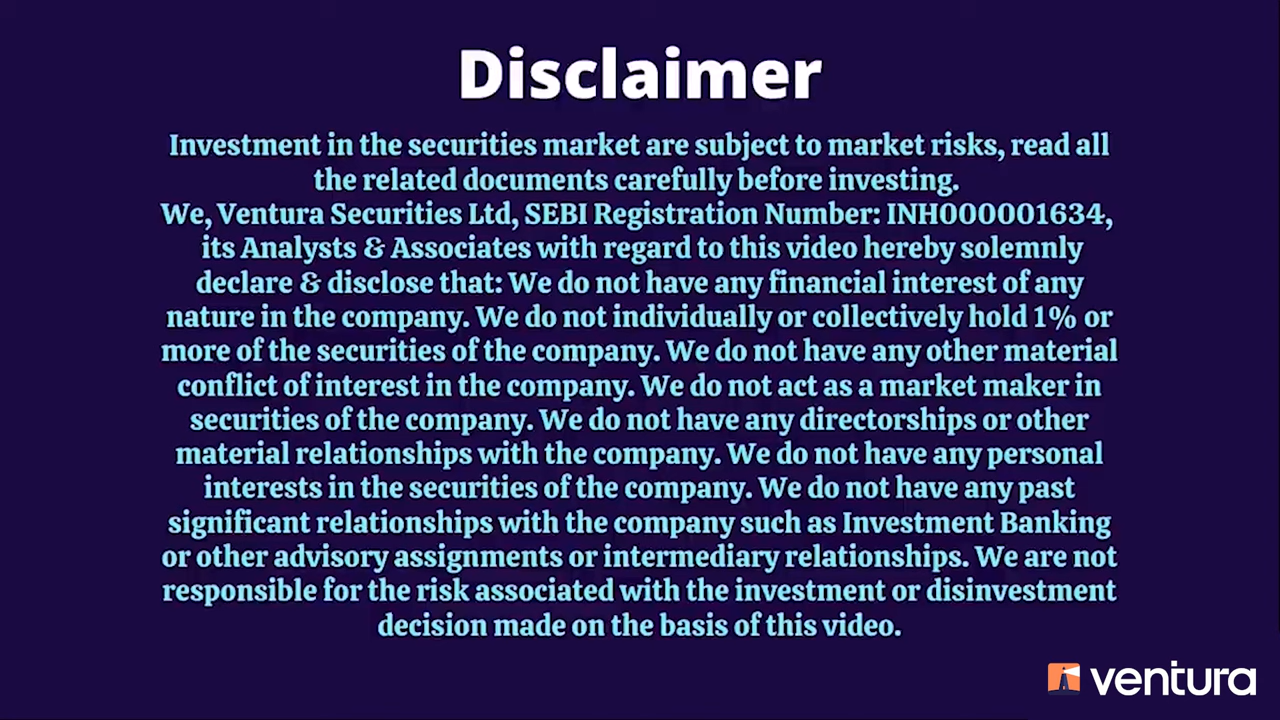 Disclaimer
Investment in the securities market are subject to market risks, read all
the related documents carefully before investing.
We, Ventura Securities Ltd, SEBI Registration Number: INH000001634,
its Analysts & Associates with regard to this video hereby solemnly
declare & disclose that: We do not have any financial interest of any
nature in the company. We do not individually or collectively hold 1% or
more of the securities of the company. We do not have any other material
conflict of interest in the company. We do not act as a market maker in
securities of the company. We do not have any directorships or other
material relationships with the company. We do not have any personal
interests in the securities of the company. We do not have any past
significant relationships with the company such as Investment Banking
or other advisory assignments or intermediary relationships. We are not
responsible for the risk associated with the investment or disinvestment
decision made on the basis of this video.
ventura